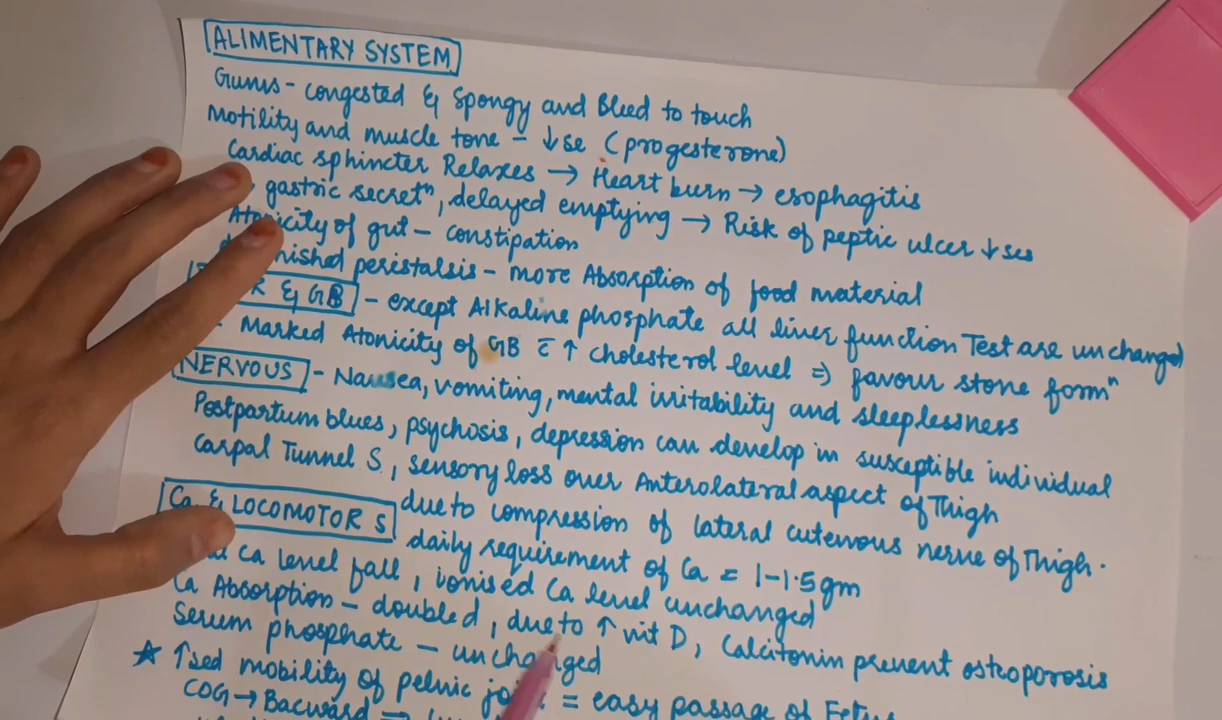 ALIMENTARY SYSTEM
Gums - congested & Spongy and Bleed to touch
Motility and muscle tone - ↓se (progesterone)
Cardiac sphincter Relaxes → Heart burn → esophagitis
gastric secretⁿ, delayed emptying → Risk of peptic ulcer ↓ses
Atonicity of gut - constipation
nished peristalsis - more Absorption of food material
R & GB - except Alkaline phosphate all liver function Test are unchanged
- Marked Atonicity of GB c̄ ↑ cholesterol level ⇒ favour stone formⁿ
NERVOUS - Nausea, vomiting, mental irritability and sleeplessness
Postpartum blues, psychosis, depression can develop in susceptible individual
Carpal Tunnel S., sensory loss over Anterolateral aspect of Thigh
due to compression of lateral cutenous nerve of Thigh.
Ca & LOCOMOTOR S daily requirement of Ca = 1-1.5gm
Ca level fall, ionised Ca level unchanged
Ca Absorption - doubled, due to ↑ vit D, Calcitonin prevent osteoporosis
Serum phosphate - unchanged
☆ ↑sed mobility of pelvic = easy passage of Fetus
COG → Bacward